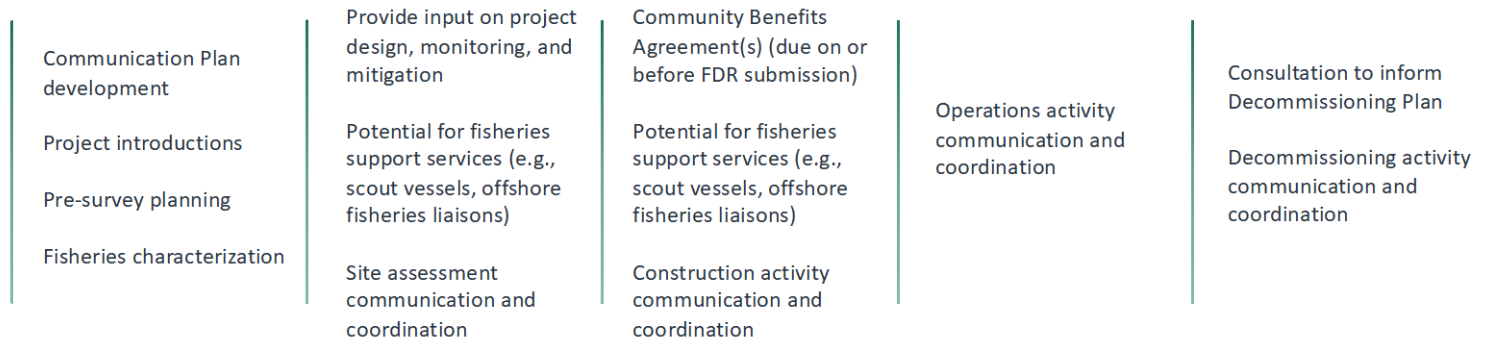 Communication Plan
development
Project introductions
Pre-survey planning
Fisheries characterization
Provide input on project
design, monitoring, and
mitigation
Potential for fisheries
support services (e.g.,
scout vessels, offshore
fisheries liaisons)
Site assessment
communication and
coordination
Community Benefits
Agreement(s) (due on or
before FDR submission)
Potential for fisheries
support services (e.g.,
scout vessels, offshore
fisheries liaisons)
Construction activity
communication and
coordination
Operations activity
communication and
coordination
Consultation to inform
Decommissioning Plan
Decommissioning activity
communication and
coordination